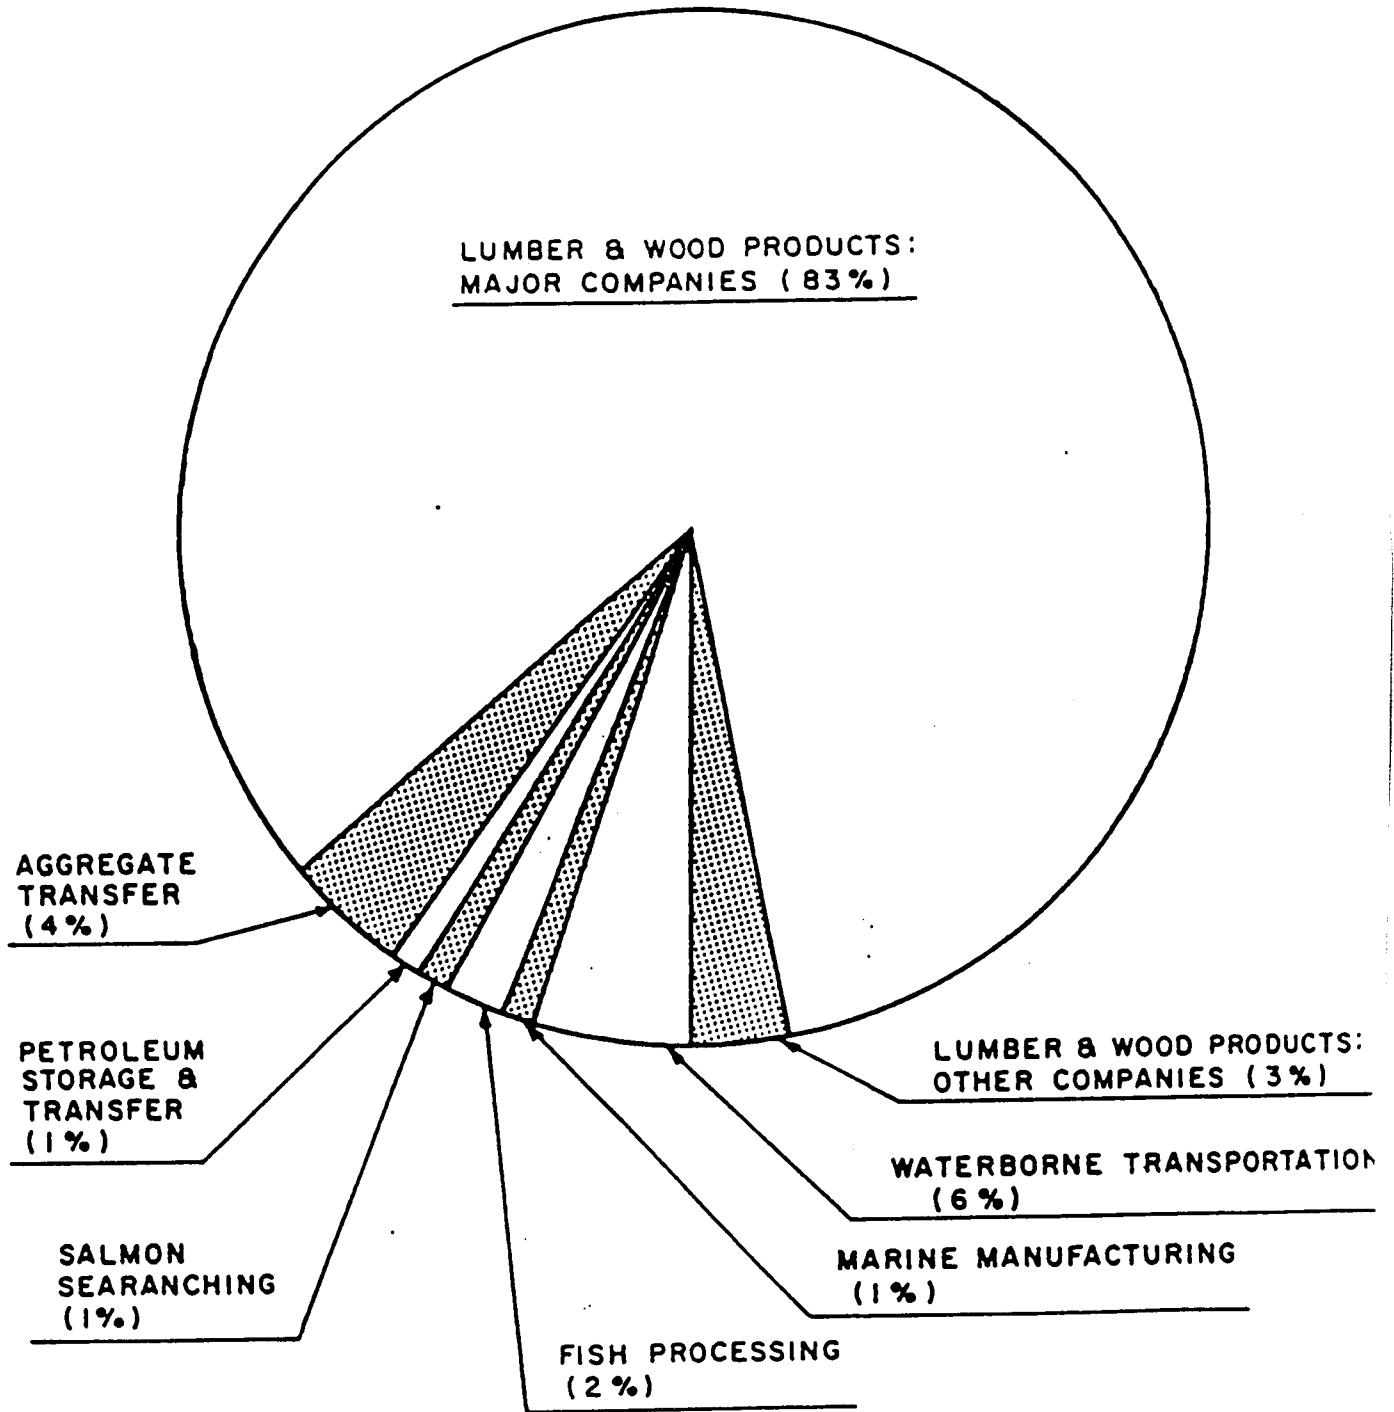 LUMBER & WOOD PRODUCTS:
MAJOR COMPANIES (83%)
AGGREGATE
TRANSFER
(4%)
PETROLEUM
STORAGE &
TRANSFER
(1%)
SALMON
SEARANCHING
(1%)
FISH PROCESSING
(2%)
MARINE MANUFACTURING
(1%)
WATERBORNE TRANSPORTATION
(6%)
LUMBER & WOOD PRODUCTS:
OTHER COMPANIES (3%)